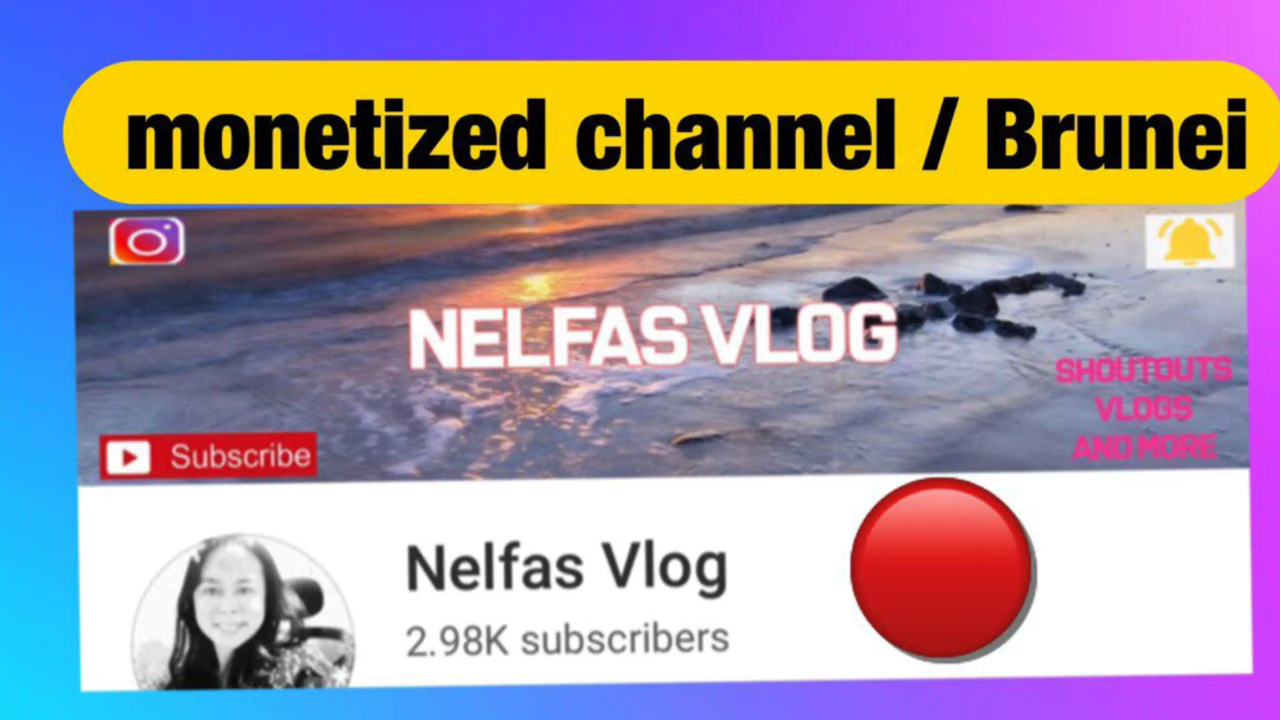 monetized channel / Brunei
NELFAS VLOG
SHOUTOUTS
VLOGS
AND MORE
Subscribe
Nelfas Vlog
2.98K subscribers